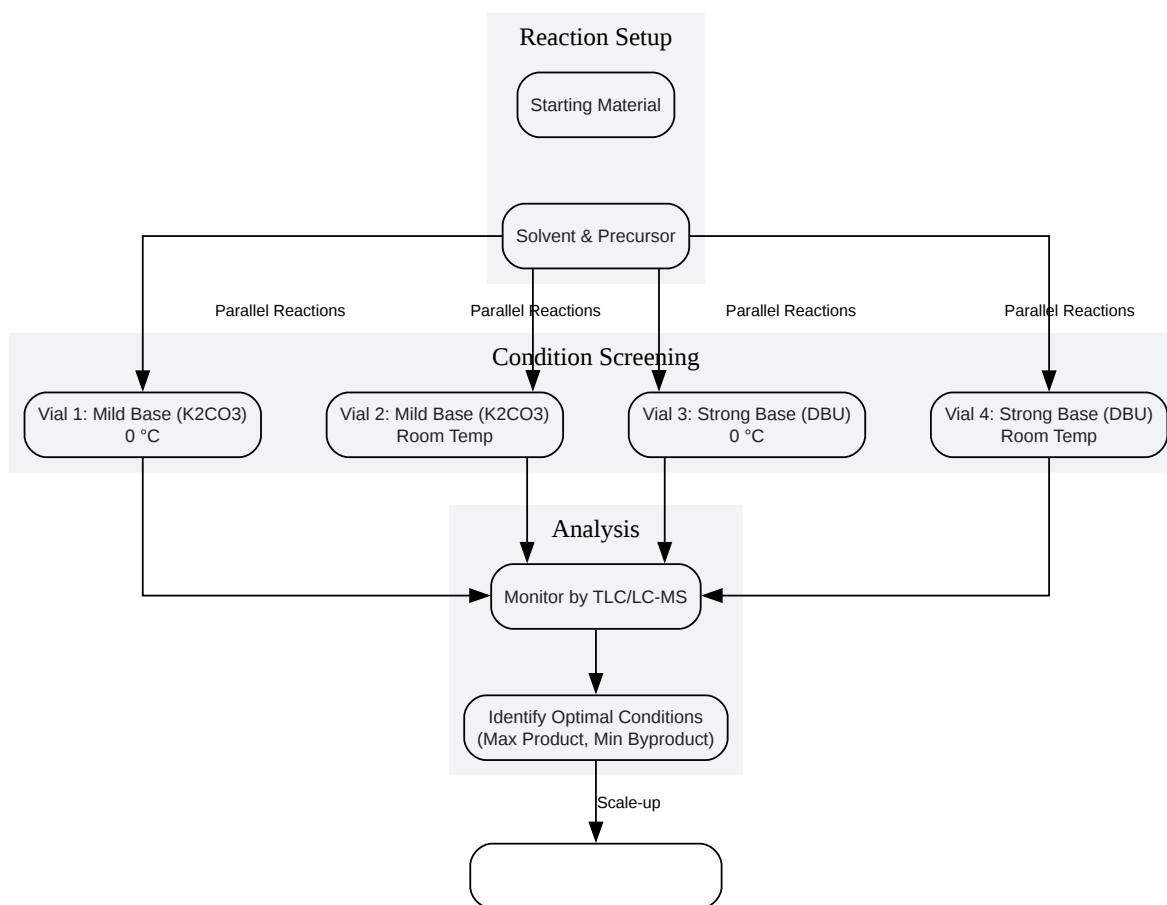 Reaction Setup
Starting Material
Solvent & Precursor
Parallel Reactions
Parallel Reactions
Parallel Reactions
Parallel Reactions
Condition Screening
Vial 1: Mild Base (K2CO3)
0 °C
Vial 2: Mild Base (K2CO3)
Room Temp
Vial 3: Strong Base (DBU)
0 °C
Vial 4: Strong Base (DBU)
Room Temp
Analysis
Monitor by TLC/LC-MS
Identify Optimal Conditions
(Max Product, Min Byproduct)
Scale-up